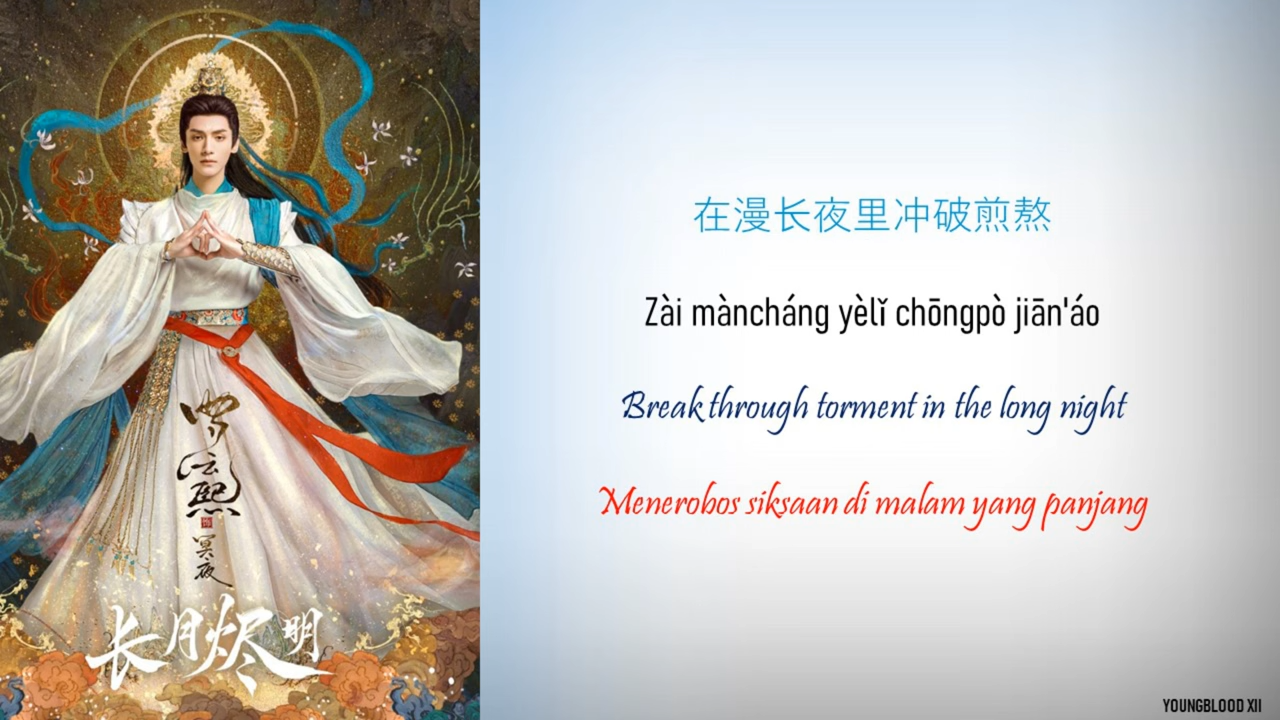 罗云熙
冥夜
长月烬明
在漫长夜里冲破煎熬
Zài màncháng yèlǐ chōngpò jiān'áo
Break through torment in the long night
Menerobos siksaan di malam yang panjang
YOUNGBLOOD XII